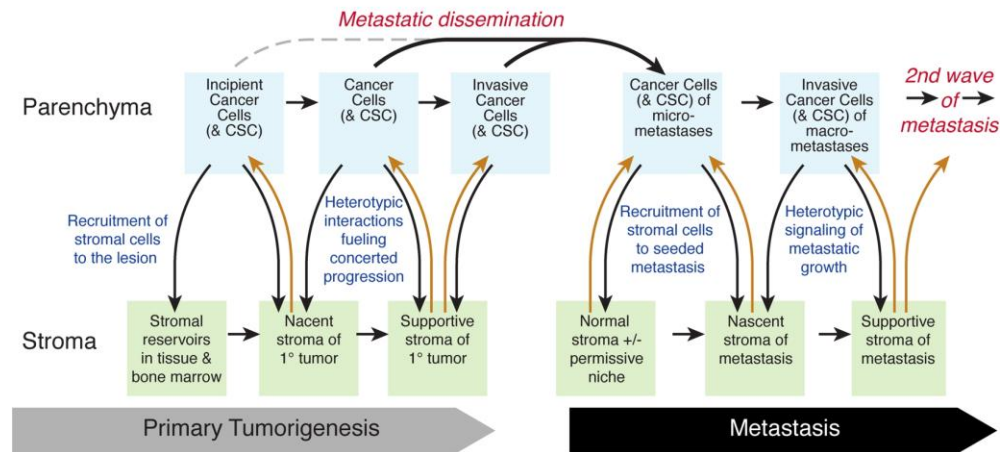 Metastatic dissemination
Parenchyma
Incipient
Cancer
Cells
(& CSC)
Cancer
Cells
(& CSC)
Invasive
Cancer Cells
(& CSC)
Cancer Cells
(& CSC) of
micro-
metastases
Invasive
Cancer Cells
(& CSC) of
macro-
metastases
2nd wave
of
metastasis
Recruitment of
stromal cells
to the lesion
Heterotypic
interactions
fueling
concerted
progression
Recruitment of
stromal cells
to seeded
metastasis
Heterotypic
signaling of
metastatic
growth
Stroma
Stromal
reservoirs
in tissue &
bone marrow
Nacent
stroma of
1° tumor
Supportive
stroma of
1° tumor
Normal
stroma +/-
permissive
niche
Nascent
stroma of
metastasis
Supportive
stroma of
metastasis
Primary Tumorigenesis
Metastasis